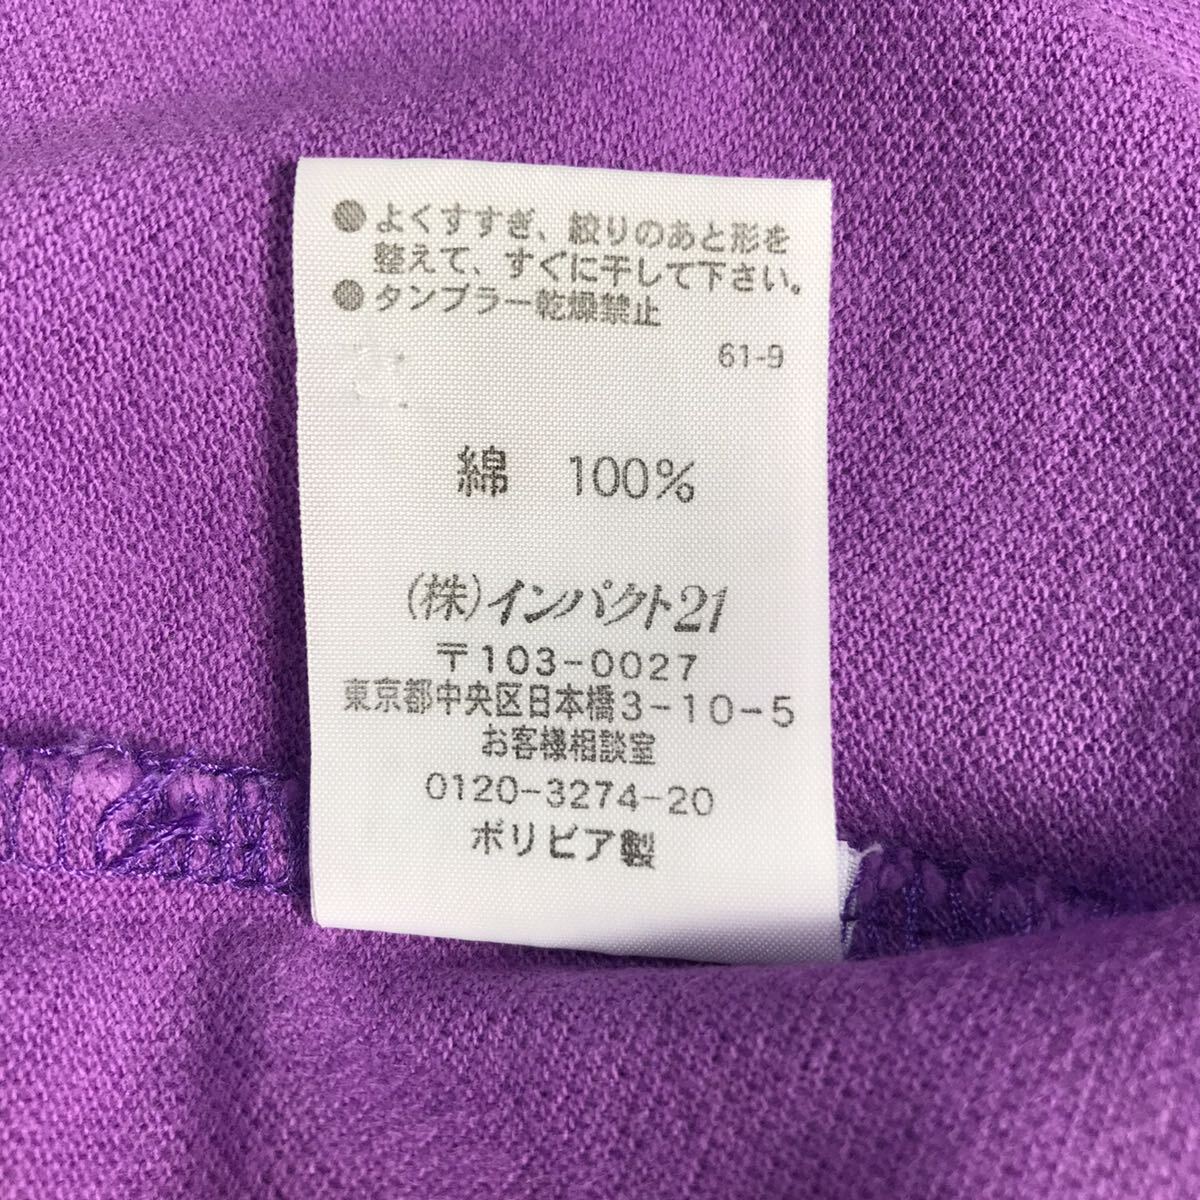 ●よくすすぎ、絞りのあと形を
整えて、すぐに干して下さい。
●タンブラー乾燥禁止
61-9
綿 100%
(株)インパクト21
〒103-0027
東京都中央区日本橋3-10-5
お客様相談室
0120-3274-20
ボリビア製